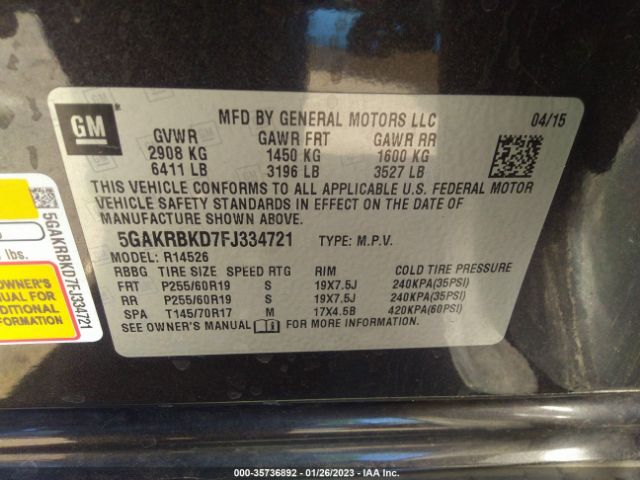 GM
MFD BY GENERAL MOTORS LLC 04/15
GVWR GAWR FRT GAWR RR
2908 KG 1450 KG 1600 KG
6411 LB 3196 LB 3527 LB
THIS VEHICLE CONFORMS TO ALL APPLICABLE U.S. FEDERAL MOTOR
VEHICLE SAFETY STANDARDS IN EFFECT ON THE DATE OF
MANUFACTURE SHOWN ABOVE.
5GAKRBKD7FJ334721 TYPE: M.P.V.
MODEL: R14526
RBBG TIRE SIZE SPEED RTG RIM COLD TIRE PRESSURE
FRT P255/60R19 S 19X7.5J 240KPA(35PSI)
RR P255/60R19 S 19X7.5J 240KPA(35PSI)
SPA T145/70R17 M 17X4.5B 420KPA(60PSI)
SEE OWNER'S MANUAL FOR MORE INFORMATION.
lbs.
OWNER'S
MANUAL FOR
ADDITIONAL
INFORMATION
5GAKRBKD7FJ334721
000-35736892 / 01/26/2023 - IAA Inc.